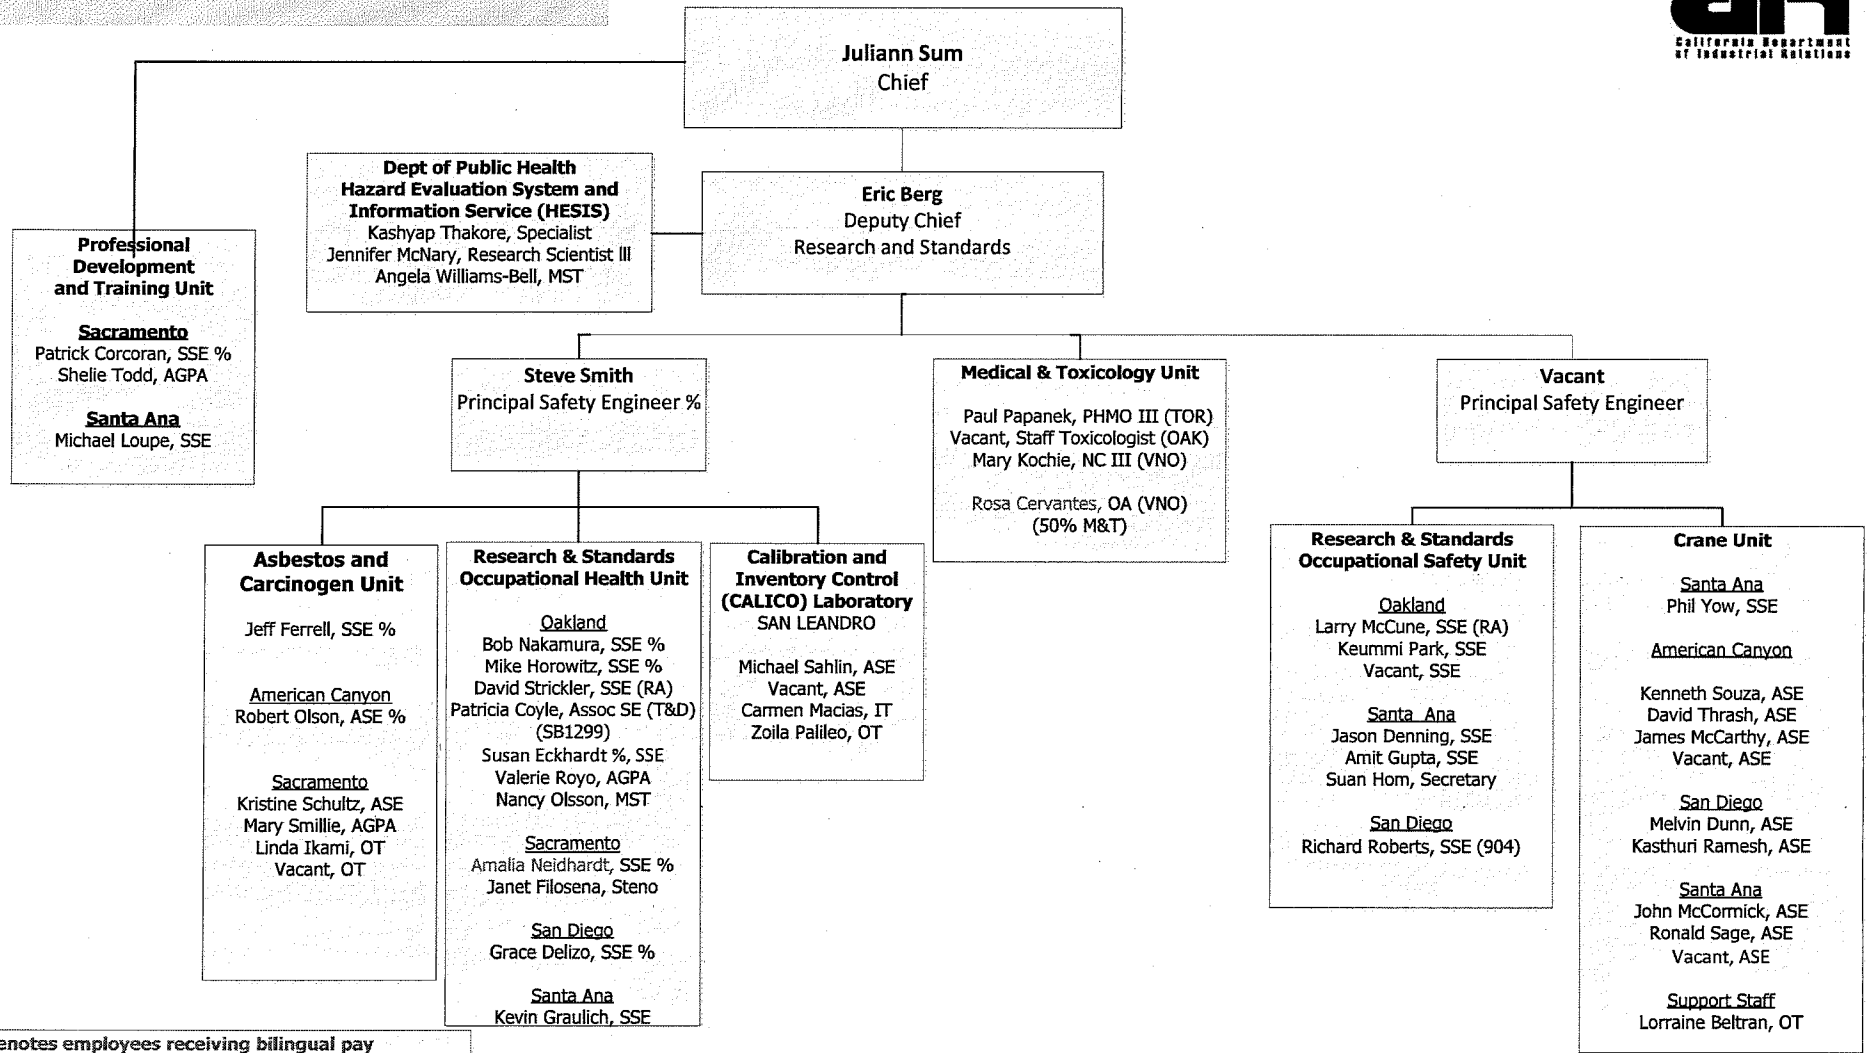 California Department
of Industrial Relations
Juliann Sum
Chief
Dept of Public Health
Hazard Evaluation System and
Information Service (HESIS)
Kashyap Thakore, Specialist
Jennifer McNary, Research Scientist III
Angela Williams-Bell, MST
Eric Berg
Deputy Chief
Research and Standards
Professional
Development
and Training Unit
Sacramento
Patrick Corcoran, SSE %
Shelie Todd, AGPA
Santa Ana
Michael Loupe, SSE
Steve Smith
Principal Safety Engineer %
Medical & Toxicology Unit
Paul Papanek, PHMO III (TOR)
Vacant, Staff Toxicologist (OAK)
Mary Kochie, NC III (VNO)
Rosa Cervantes, OA (VNO)
(50% M&T)
Vacant
Principal Safety Engineer
Asbestos and
Carcinogen Unit
Jeff Ferrell, SSE %
American Canyon
Robert Olson, ASE %
Sacramento
Kristine Schultz, ASE
Mary Smillie, AGPA
Linda Ikami, OT
Vacant, OT
Research & Standards
Occupational Health Unit
Oakland
Bob Nakamura, SSE %
Mike Horowitz, SSE %
David Strickler, SSE (RA)
Patricia Coyle, Assoc SE (T&D)
(SB1299)
Susan Eckhardt %, SSE
Valerie Royo, AGPA
Nancy Olsson, MST
Sacramento
Amalia Neidhardt, SSE %
Janet Filosena, Steno
San Diego
Grace Delizo, SSE %
Santa Ana
Kevin Graulich, SSE
Calibration and
Inventory Control
(CALICO) Laboratory
SAN LEANDRO
Michael Sahlin, ASE
Vacant, ASE
Carmen Macias, IT
Zoila Palileo, OT
Research & Standards
Occupational Safety Unit
Oakland
Larry McCune, SSE (RA)
Keummi Park, SSE
Vacant, SSE
Santa Ana
Jason Denning, SSE
Amit Gupta, SSE
Suan Hom, Secretary
San Diego
Richard Roberts, SSE (904)
Crane Unit
Santa Ana
Phil Yow, SSE
American Canyon
Kenneth Souza, ASE
David Thrash, ASE
James McCarthy, ASE
Vacant, ASE
San Diego
Melvin Dunn, ASE
Kasthuri Ramesh, ASE
Santa Ana
John McCormick, ASE
Ronald Sage, ASE
Vacant, ASE
Support Staff
Lorraine Beltran, OT
enotes employees receiving bilingual pay